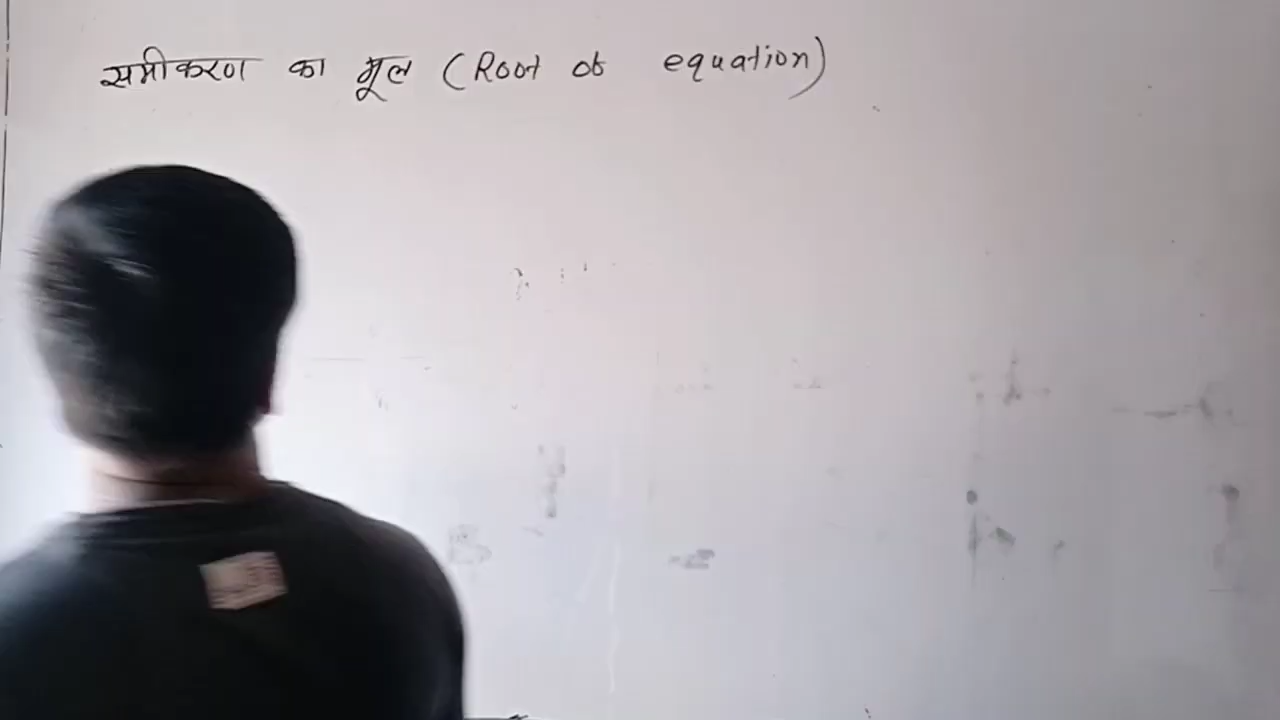 समीकरण का मूल (Root of equation)